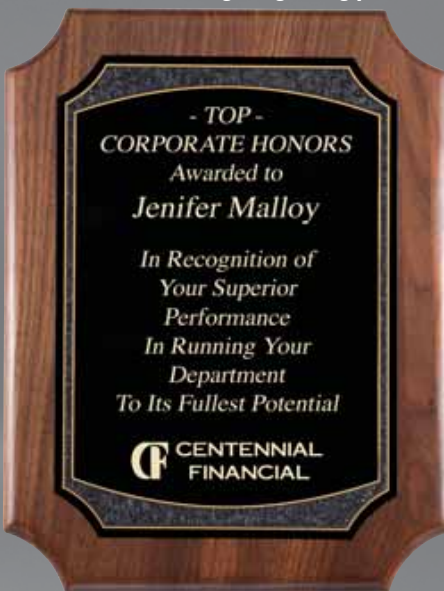 - TOP -
CORPORATE HONORS
Awarded to
Jenifer Malloy
In Recognition of
Your Superior
Performance
In Running Your
Department
To Its Fullest Potential
CF CENTENNIAL
FINANCIAL